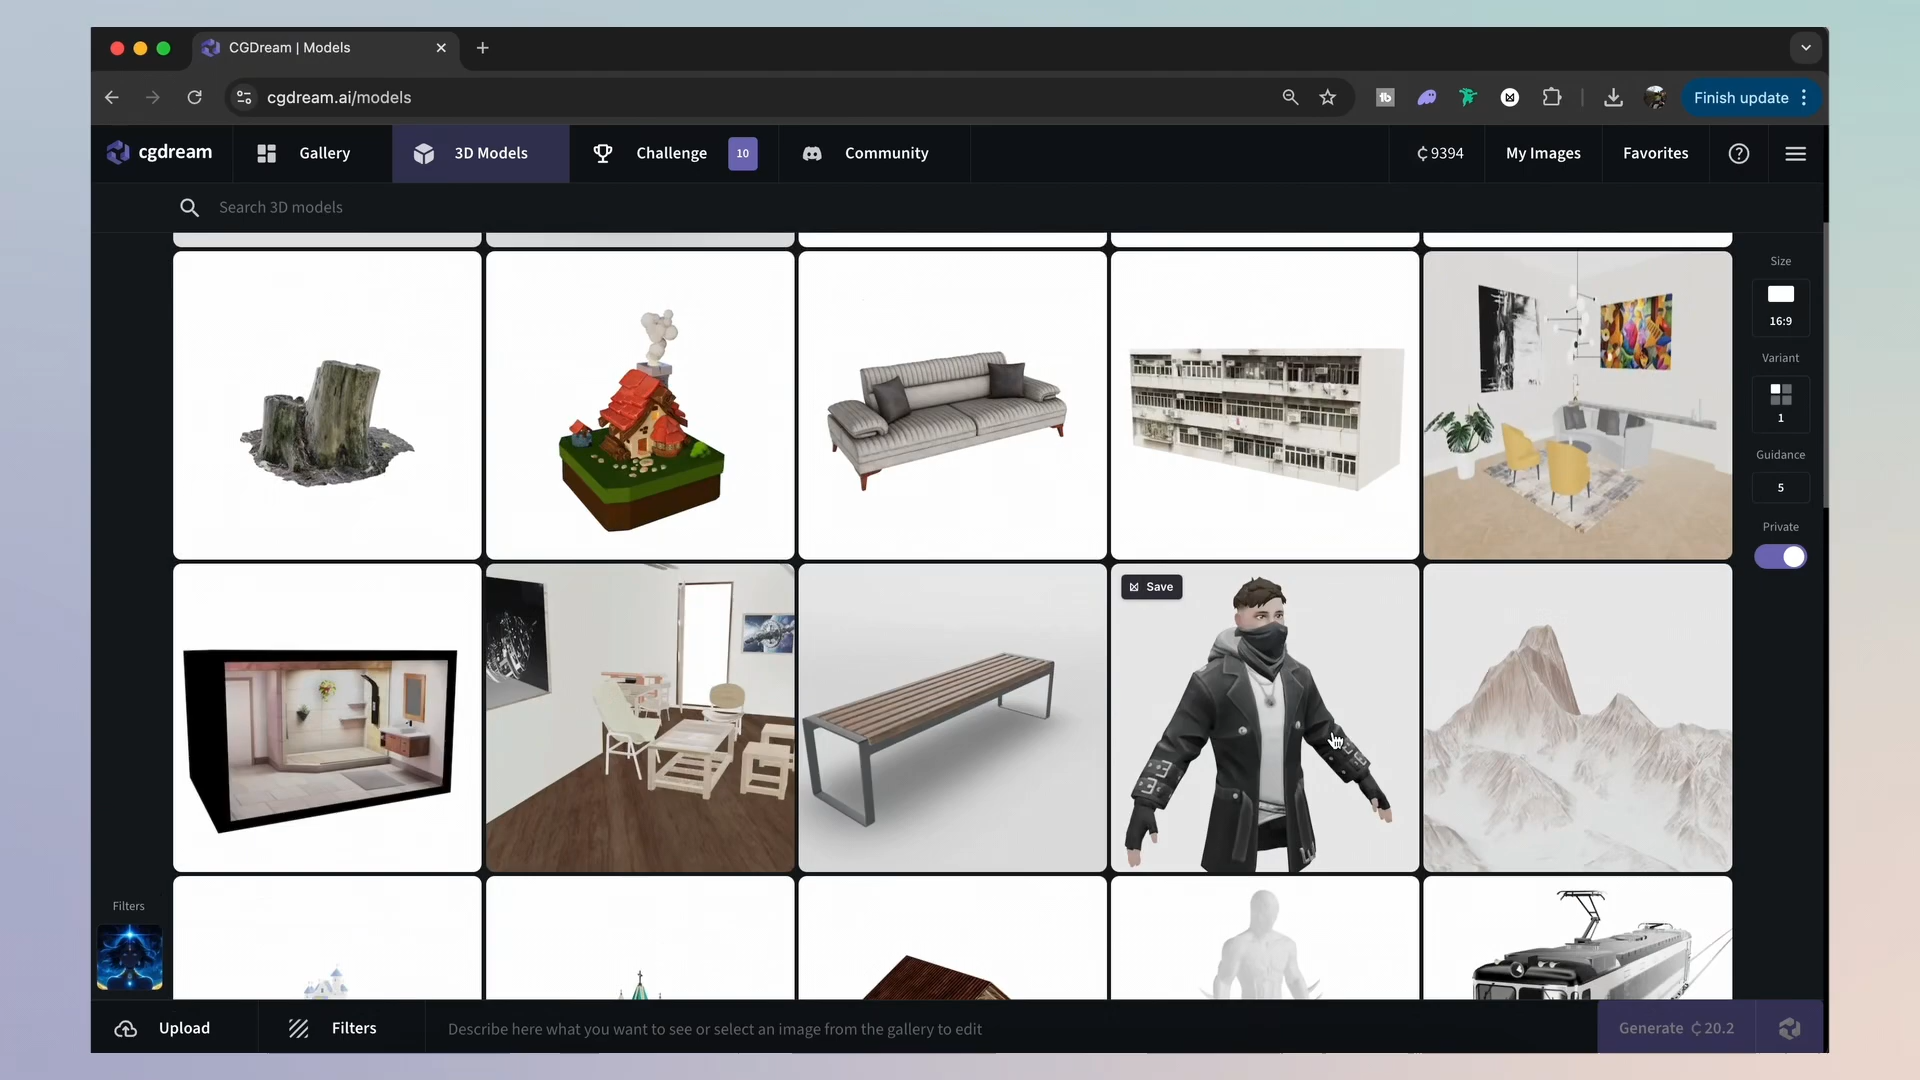 CGDream | Models
cgdream.ai/models
Finish update
cgdream
Gallery
3D Models
Challenge
10
Community
₵ 9394
My Images
Favorites
Search 3D models
Size
16:9
Variant
1
Guidance
5
Private
Save
Filters
Upload
Filters
Describe here what you want to see or select an image from the gallery to edit
Generate ₵ 20.2